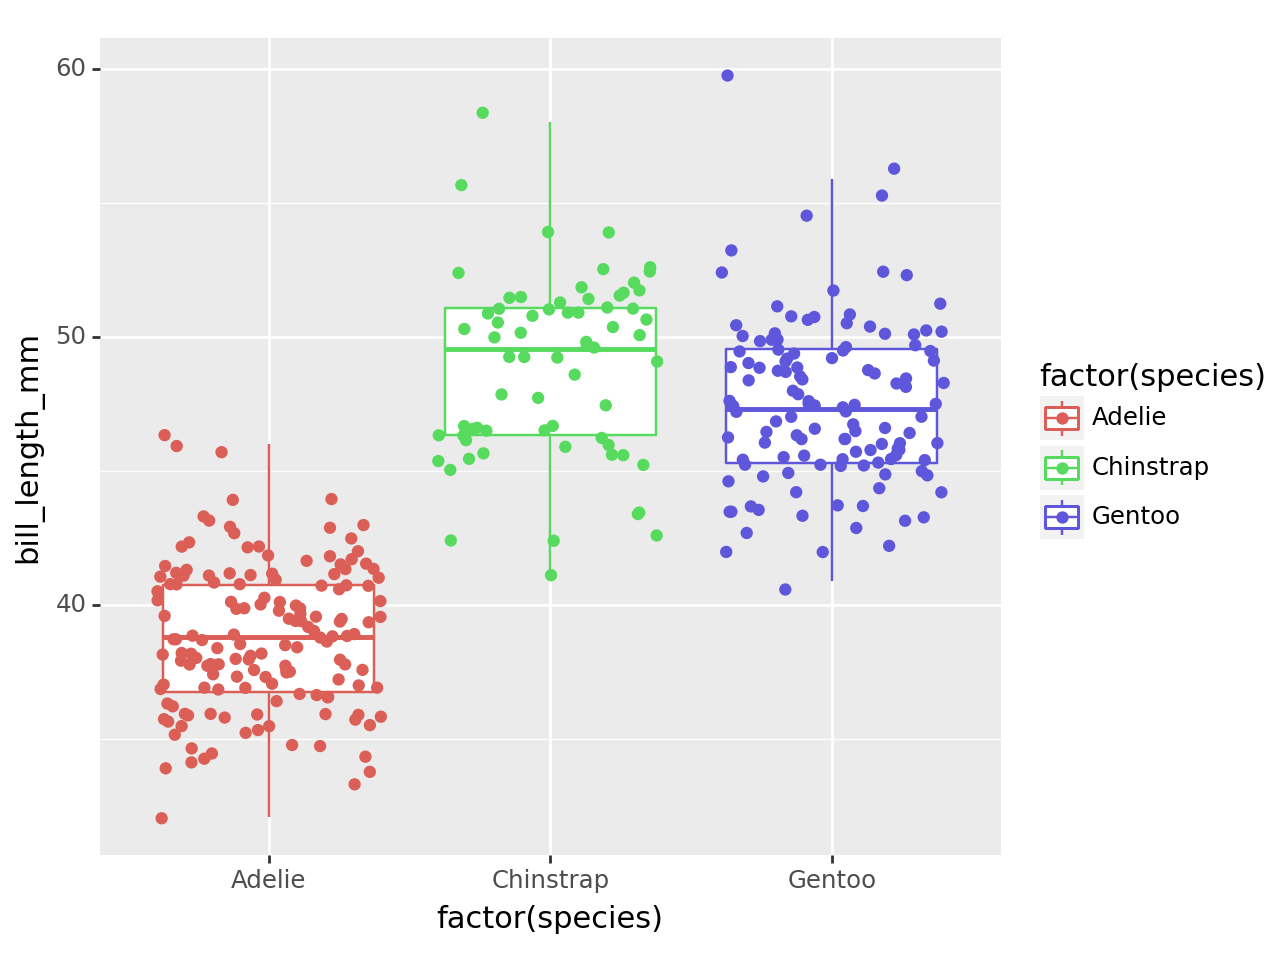 60
50
40
bill_length_mm
Adelie
Chinstrap
Gentoo
factor(species)
factor(species)
Adelie
Chinstrap
Gentoo